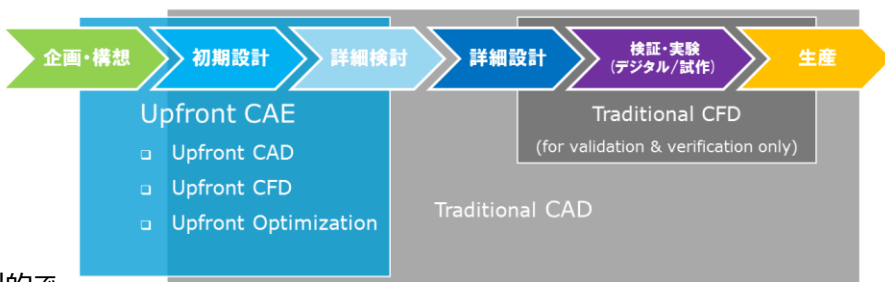 企画・構想
初期設計
詳細検討
詳細設計
検証・実験
(デジタル/試作)
生産
Upfront CAE
Upfront CAD
Upfront CFD
Upfront Optimization
Traditional CFD
(for validation & verification only)
Traditional CAD